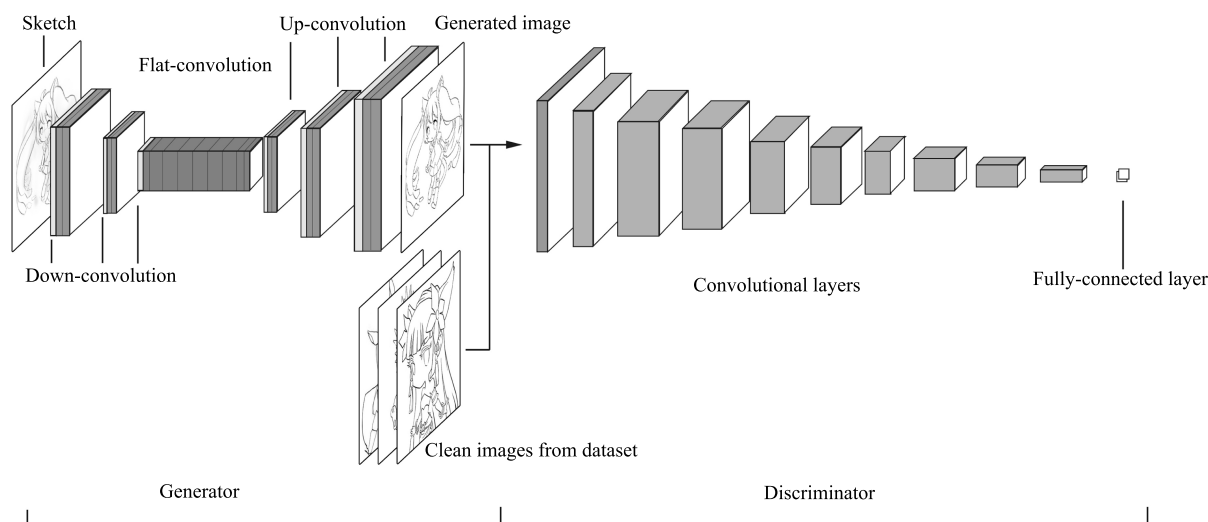 Sketch
Up-convolution
Generated image
Flat-convolution
Down-convolution
Convolutional layers
Fully-connected layer
Clean images from dataset
Generator
Discriminator